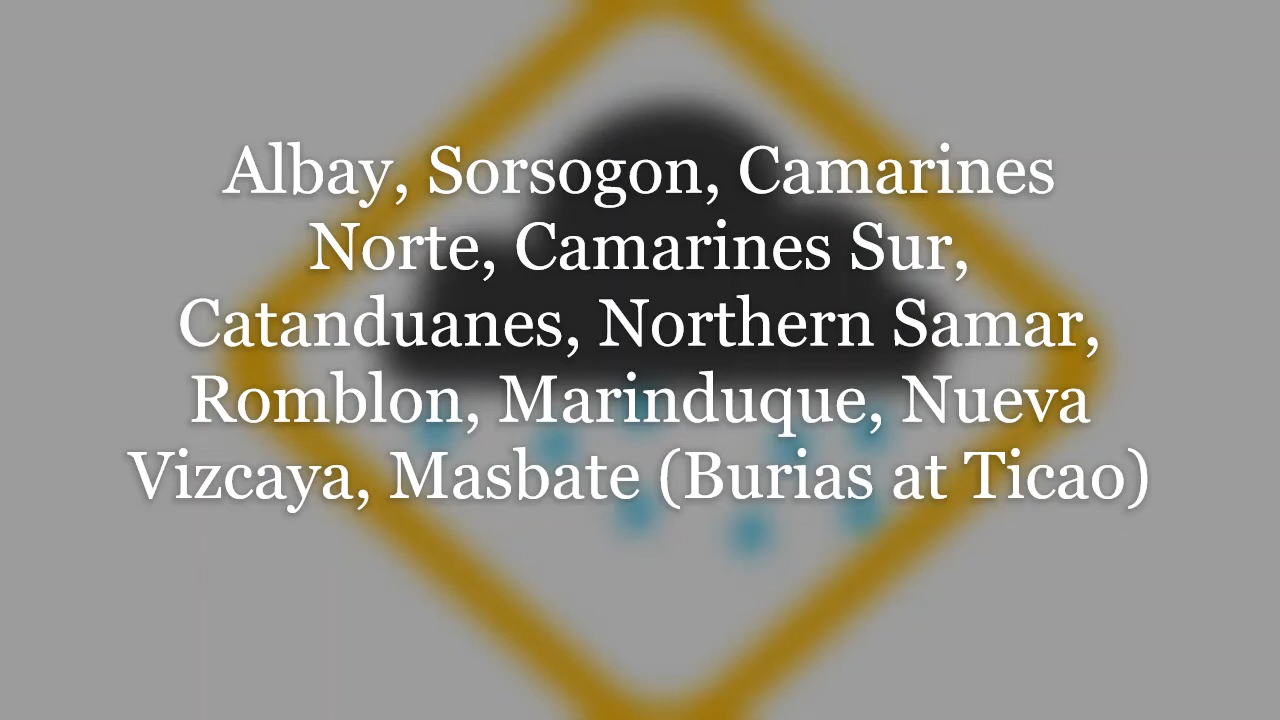 Albay, Sorsogon, Camarines
Norte, Camarines Sur,
Catanduanes, Northern Samar,
Romblon, Marinduque, Nueva
Vizcaya, Masbate (Burias at Ticao)